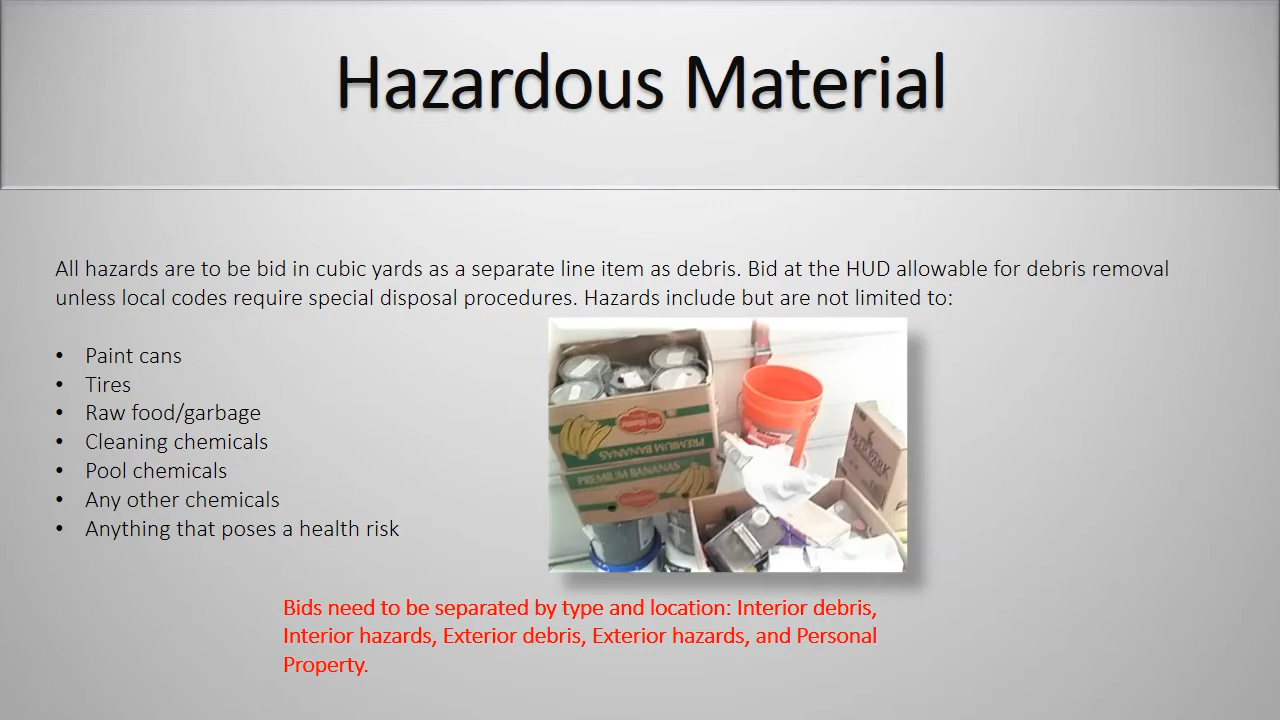 Hazardous Material
All hazards are to be bid in cubic yards as a separate line item as debris. Bid at the HUD allowable for debris removal
unless local codes require special disposal procedures. Hazards include but are not limited to:
• Paint cans
• Tires
• Raw food/garbage
• Cleaning chemicals
• Pool chemicals
• Any other chemicals
• Anything that poses a health risk
PREMIUM BANANAS
PREMIUM BANANAS
Bids need to be separated by type and location: Interior debris,
Interior hazards, Exterior debris, Exterior hazards, and Personal
Property.